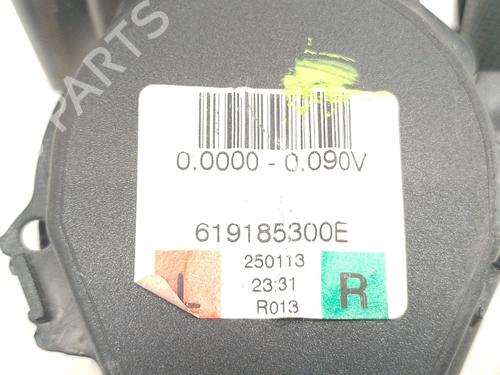 PARTS
0.0000 - 0.090V
619185300E
250113
L 23:31 R
R013